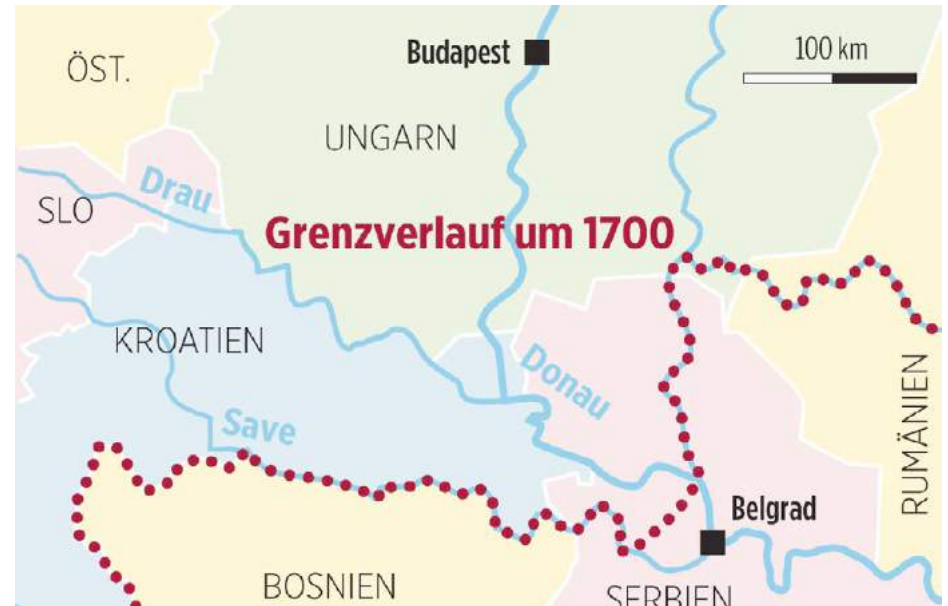 ÖST.
Budapest
100 km
UNGARN
Drau
SLO
Grenzverlauf um 1700
KROATIEN
Donau
Save
RUMÄNIEN
Belgrad
BOSNIEN
SERBIEN